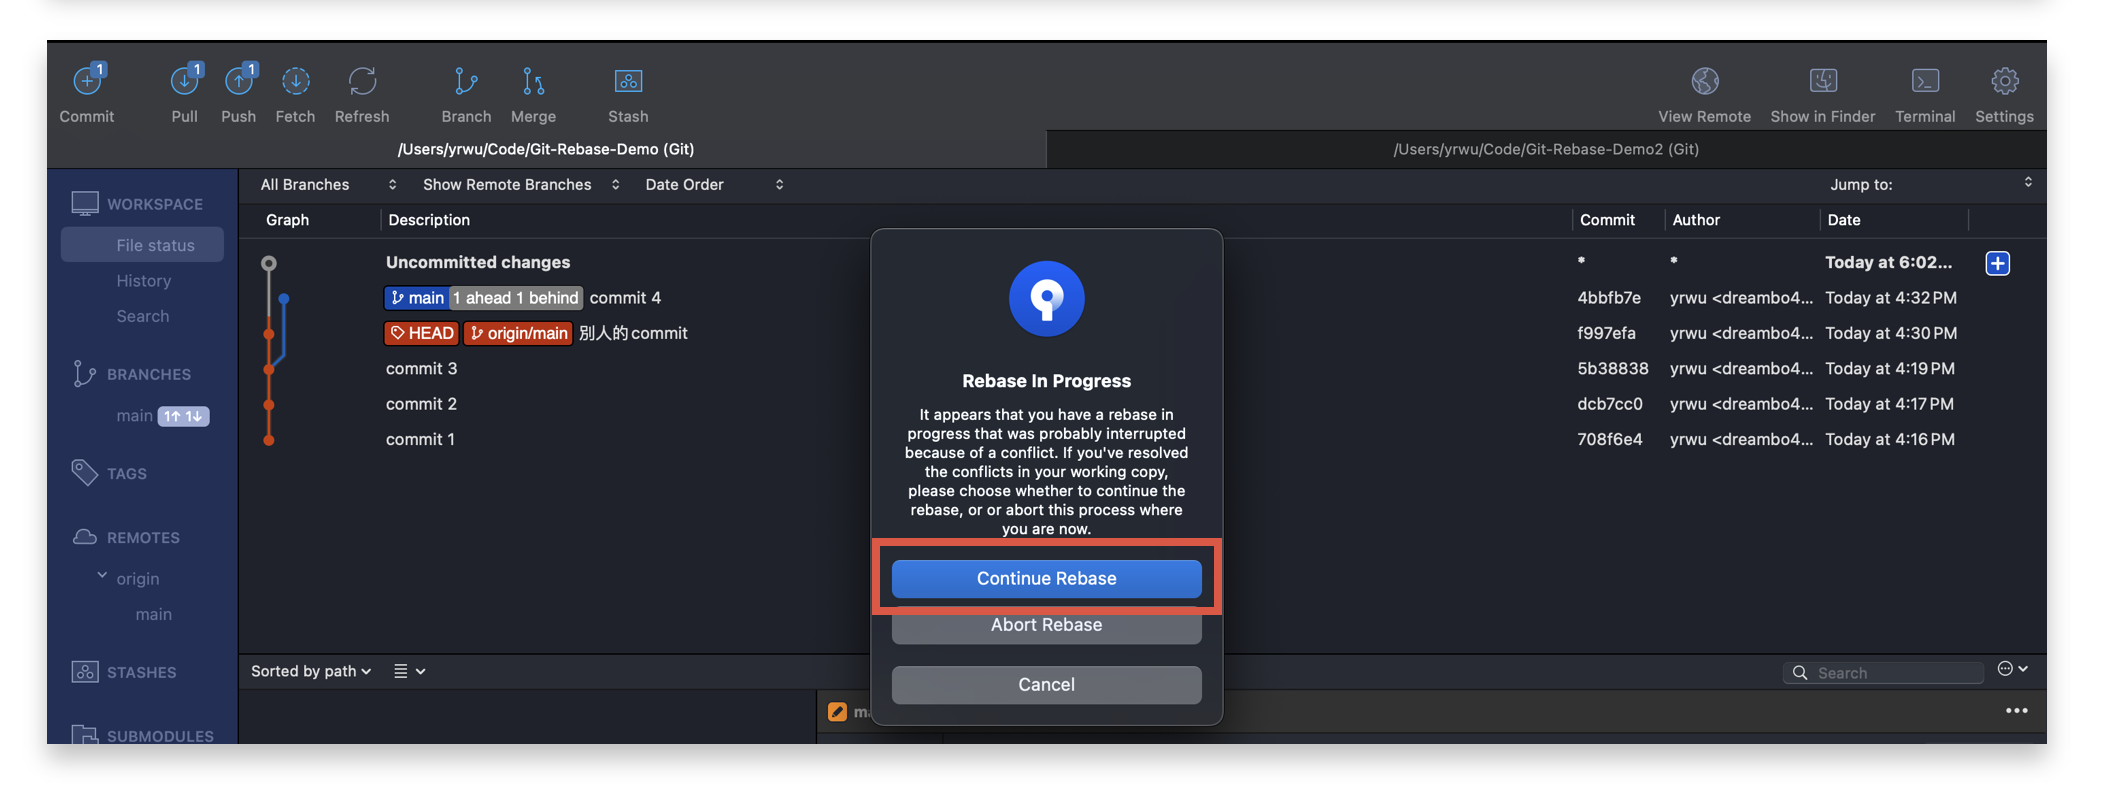 1 1 1
Commit Pull Push Fetch Refresh Branch Merge Stash View Remote Show in Finder Terminal Settings
/Users/yrwu/Code/Git-Rebase-Demo (Git) /Users/yrwu/Code/Git-Rebase-Demo2 (Git)
WORKSPACE
File status
History
Search
BRANCHES
main 1↑ 1↓
TAGS
REMOTES
origin
main
STASHES
SUBMODULES
All Branches Show Remote Branches Date Order Jump to:
Graph Description Commit Author Date
Uncommitted changes * * Today at 6:02...
main 1 ahead 1 behind commit 4 4bbfb7e yrwu <dreambo4... Today at 4:32 PM
HEAD origin/main 別人的 commit f997efa yrwu <dreambo4... Today at 4:30 PM
commit 3 5b38838 yrwu <dreambo4... Today at 4:19 PM
commit 2 dcb7cc0 yrwu <dreambo4... Today at 4:17 PM
commit 1 708f6e4 yrwu <dreambo4... Today at 4:16 PM
Rebase In Progress
It appears that you have a rebase in
progress that was probably interrupted
because of a conflict. If you've resolved
the conflicts in your working copy,
please choose whether to continue the
rebase, or or abort this process where
you are now.
Continue Rebase
Abort Rebase
Cancel
Sorted by path Search